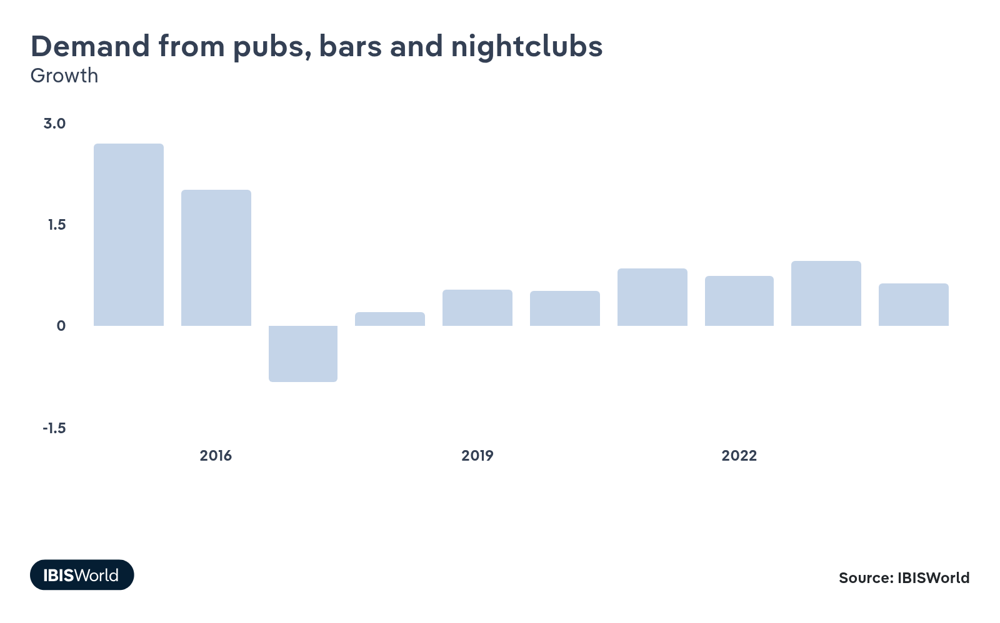 Demand from pubs, bars and nightclubs
Growth
3.0
1.5
0
-1.5
2016 2019 2022
IBISWorld
Source: IBISWorld